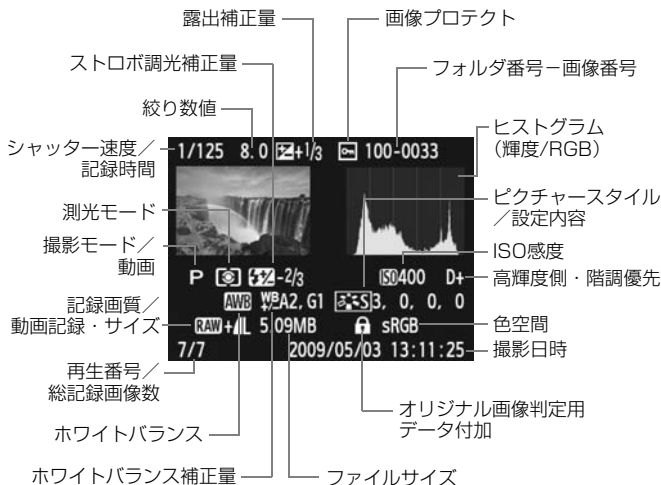 露出補正量
画像プロテクト
ストロボ調光補正量
フォルダ番号−画像番号
絞り数値
シャッター速度／
記録時間
ヒストグラム
（輝度/RGB）
1/125 8.0 +1/3 100-0033
測光モード
ピクチャースタイル
／設定内容
撮影モード／
動画
ISO感度
P -2/3 ISO400 D+
高輝度側・階調優先
記録画質／
動画記録・サイズ
AWB WB+/-A2, G1 S3, 0, 0, 0
RAW+L 5.09MB sRGB
色空間
7/7 2009/05/03 13:11:25
撮影日時
再生番号／
総記録画像数
オリジナル画像判定用
データ付加
ホワイトバランス
ホワイトバランス補正量
ファイルサイズ